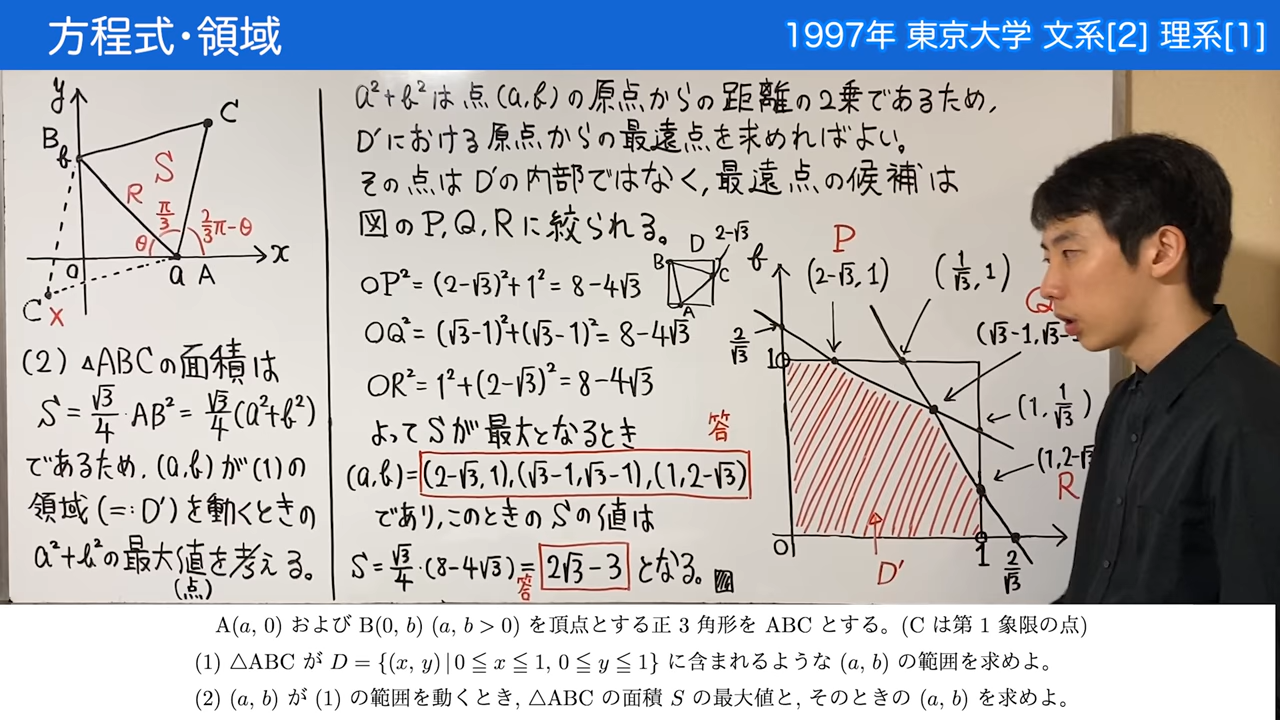 方程式・領域
1997年 東京大学 文系[2] 理系[1]
y
B
b
C
S
R
π/3
2/3π-θ
θ
x
0
a A
C
x
(2) △ABCの面積は
S = √3/4・AB² = √3/4(a²+b²)
であるため,(a,b)が(1)の
領域(=:D')を動くときの
a²+b²の最大値を考える。
(点)
a²+b²は点(a,b)の原点からの距離の2乗であるため,
D'における原点からの最遠点を求めればよい。
その点はD'の内部ではなく,最遠点の候補は
図のP,Q,Rに絞られる。
OP² = (2-√3)²+1² = 8-4√3
OQ² = (√3-1)²+(√3-1)² = 8-4√3
OR² = 1²+(2-√3)² = 8-4√3
よってSが最大となるとき
答
(a,b)=(2-√3,1),(√3-1,√3-1),(1,2-√3)
であり,このときのSの値は
S = √3/4・(8-4√3) = 2√3-3 となる。
答
D
2-√3
B
C
A
b
P
(2-√3,1)
(1/√3,1)
Q
(√3-1,√3-
2/√3
1
(1,1/√3)
(1,2-√3
R
0
1
2/√3
D'
A(a, 0) および B(0, b) (a, b > 0) を頂点とする正 3 角形を ABC とする。(C は第 1 象限の点)
(1) △ABC が D = {(x, y) | 0 ≦ x ≦ 1, 0 ≦ y ≦ 1} に含まれるような (a, b) の範囲を求めよ。
(2) (a, b) が (1) の範囲を動くとき, △ABC の面積 S の最大値と, そのときの (a, b) を求めよ。